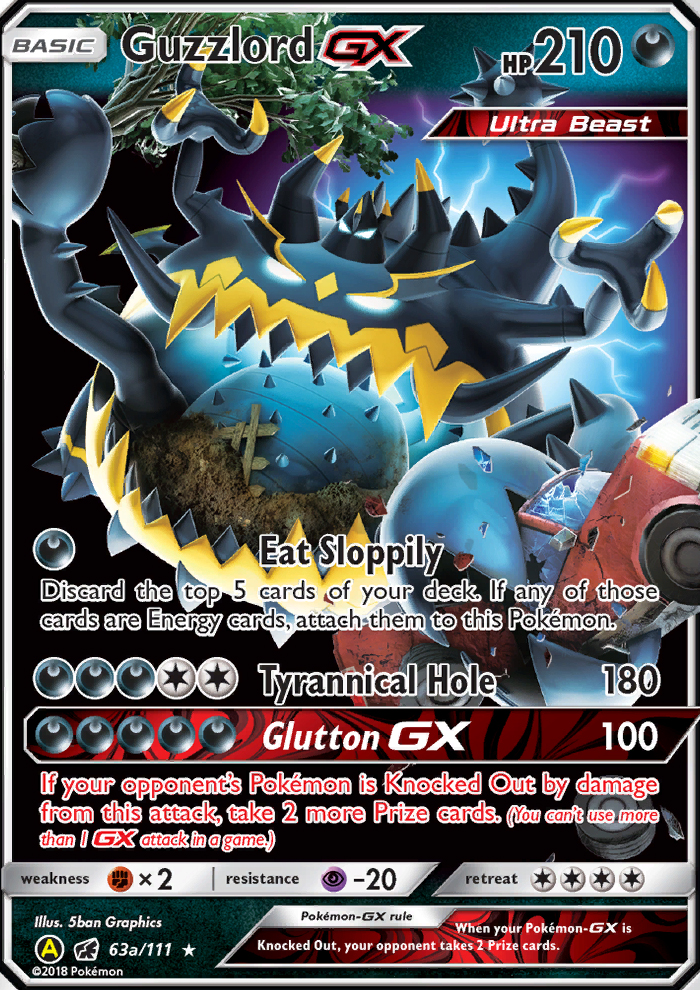 BASIC Guzzlord GX HP210
Ultra Beast
Eat Sloppily
Discard the top 5 cards of your deck. If any of those
cards are Energy cards, attach them to this Pokémon.
Tyrannical Hole 180
Glutton GX 100
If your opponent's Pokémon is Knocked Out by damage
from this attack, take 2 more Prize cards. (You can't use more
than 1 GX attack in a game.)
weakness ×2 resistance -20 retreat
Illus. 5ban Graphics
Pokémon-GX rule
When your Pokémon-GX is
Knocked Out, your opponent takes 2 Prize cards.
A 63a/111 ★
©2018 Pokémon